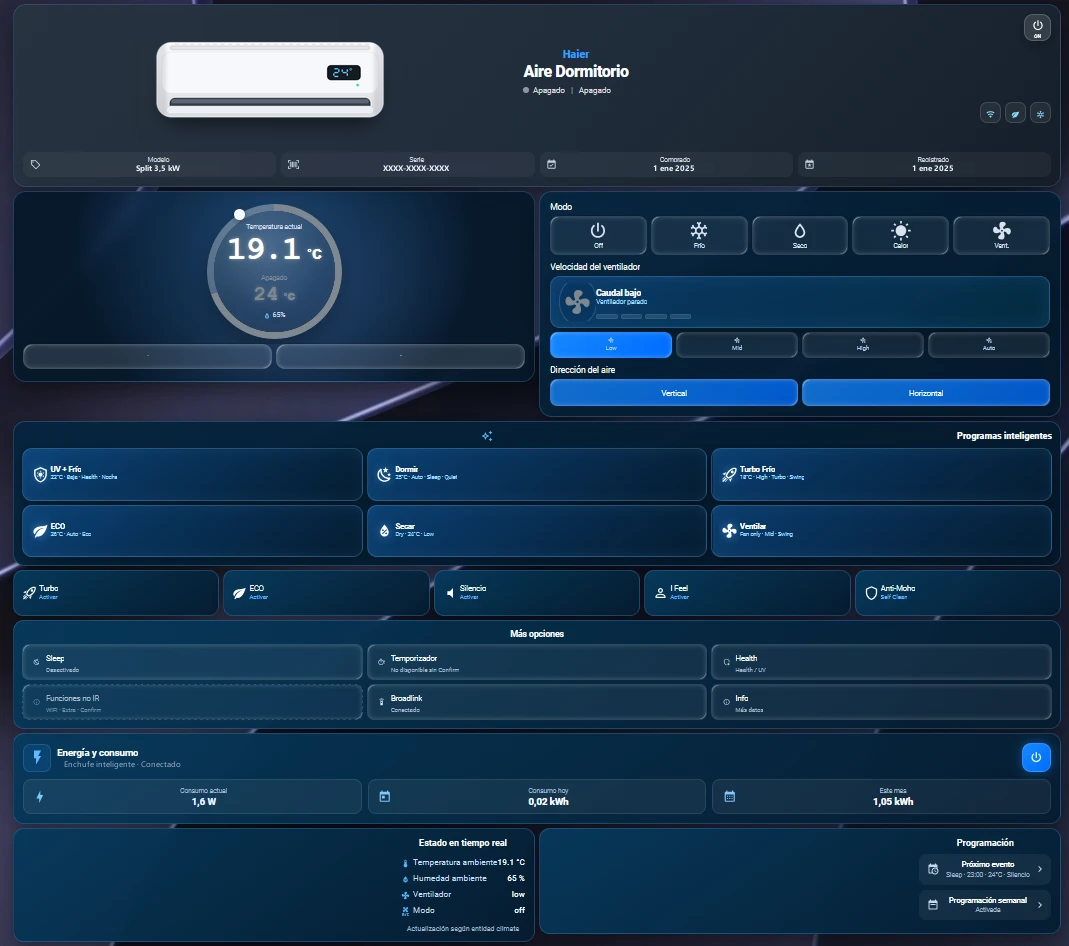 ON
Haier
Aire Dormitorio
Apagado | Apagado
24°
Modelo
Split 3,5 kW
Serie
XXXX-XXXX-XXXX
Comprado
1 ene 2025
Registrado
1 ene 2025
Temperatura actual
19.1 °C
Apagado
24 °C
65%
-
Modo
Off
Frío
Seco
Calor
Vent.
Velocidad del ventilador
Caudal bajo
Ventilador parado
Low
Mid
High
Auto
Dirección del aire
Vertical
Horizontal
Programas inteligentes
UV + Frío
22°C · Bajo · Health · Noche
Dormir
25°C · Auto · Sleep · Quiet
Turbo Frío
18°C · High · Turbo · Swing
ECO
26°C · Auto · Eco
Secar
Dry · 24°C · Low
Ventilar
Fan only · Mid · Swing
Turbo
Activar
ECO
Activar
Silencio
Activar
I Feel
Activar
Anti-Moho
Self Clean
Más opciones
Sleep
Desactivado
Temporizador
No disponible sin Confirm
Health
Health / UV
Funciones no IR
WiFi · Extra · Confirm
Broadlink
Conectado
Info
Más datos
Energía y consumo
Enchufe inteligente · Conectado
Consumo actual
1,6 W
Consumo hoy
0,02 kWh
Este mes
1,05 kWh
Estado en tiempo real
Temperatura ambiente 19.1 °C
Humedad ambiente 65 %
Ventilador low
Modo off
Actualización según entidad climate
Programación
Próximo evento
Sleep · 23:00 · 24°C · Silencio
Programación semanal
Activada